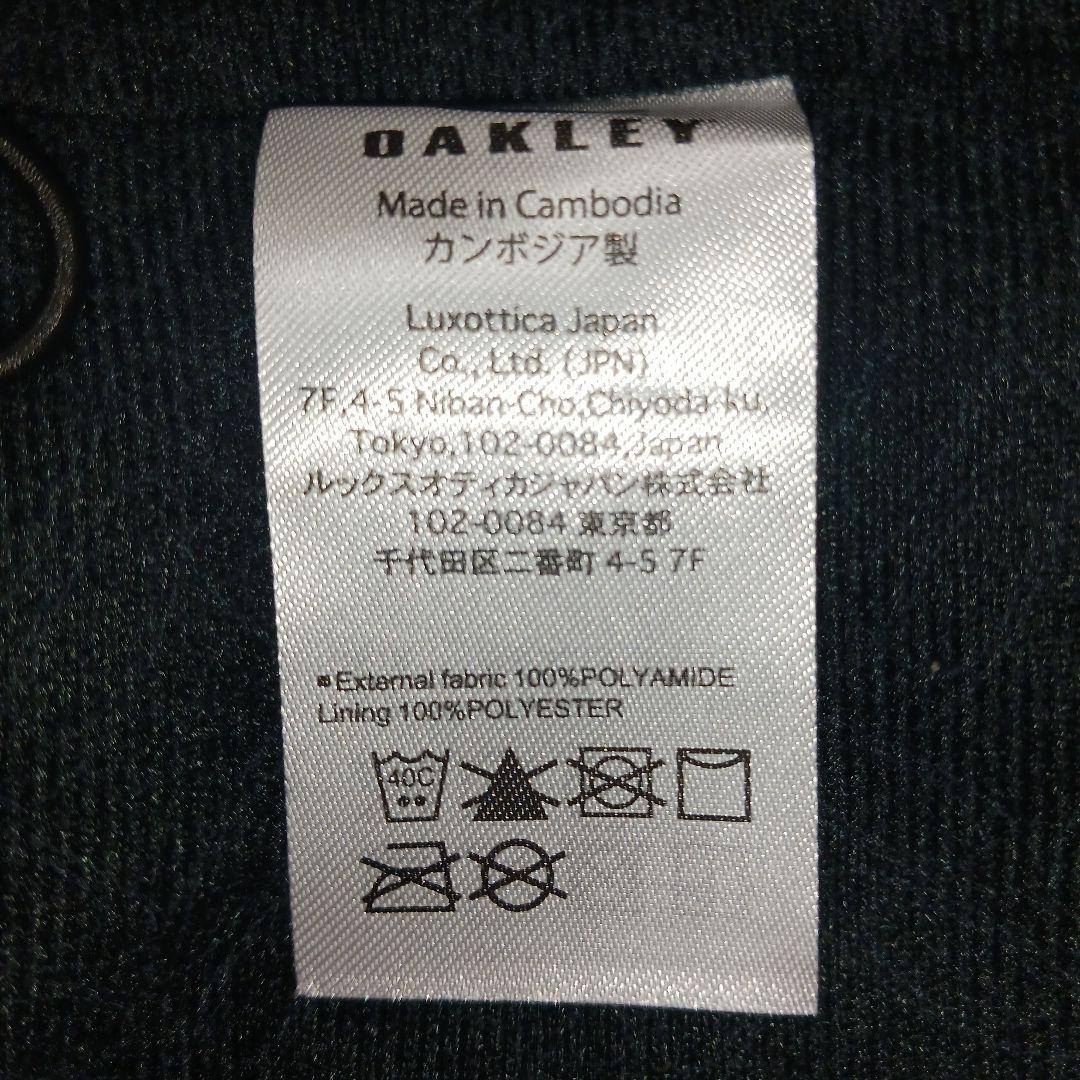 OAKLEY
Made in Cambodia
カンボジア製
Luxottica Japan
Co., Ltd. (JPN)
7F,4-5 Niban-Cho,Chiyoda-ku,
Tokyo,102-0084,Japan
ルックスオティカジャパン株式会社
102-0084 東京都
千代田区二番町 4-5 7F
External fabric 100%POLYAMIDE
Lining 100%POLYESTER
40C